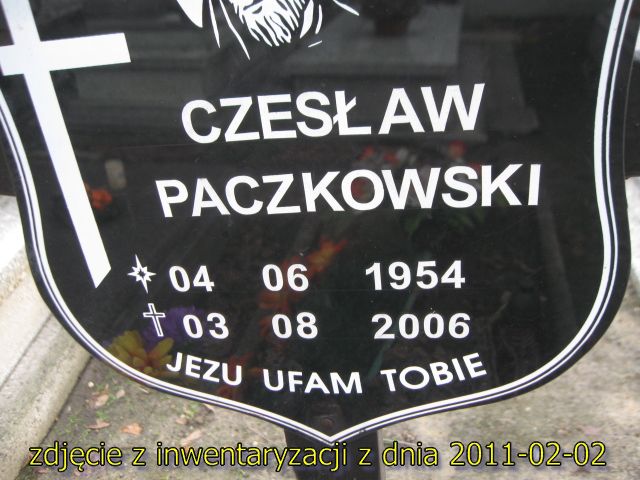 CZESŁAW
PACZKOWSKI
04 06 1954
03 08 2006
JEZU UFAM TOBIE
zdjęcie z inwentaryzacji z dnia 2011-02-02